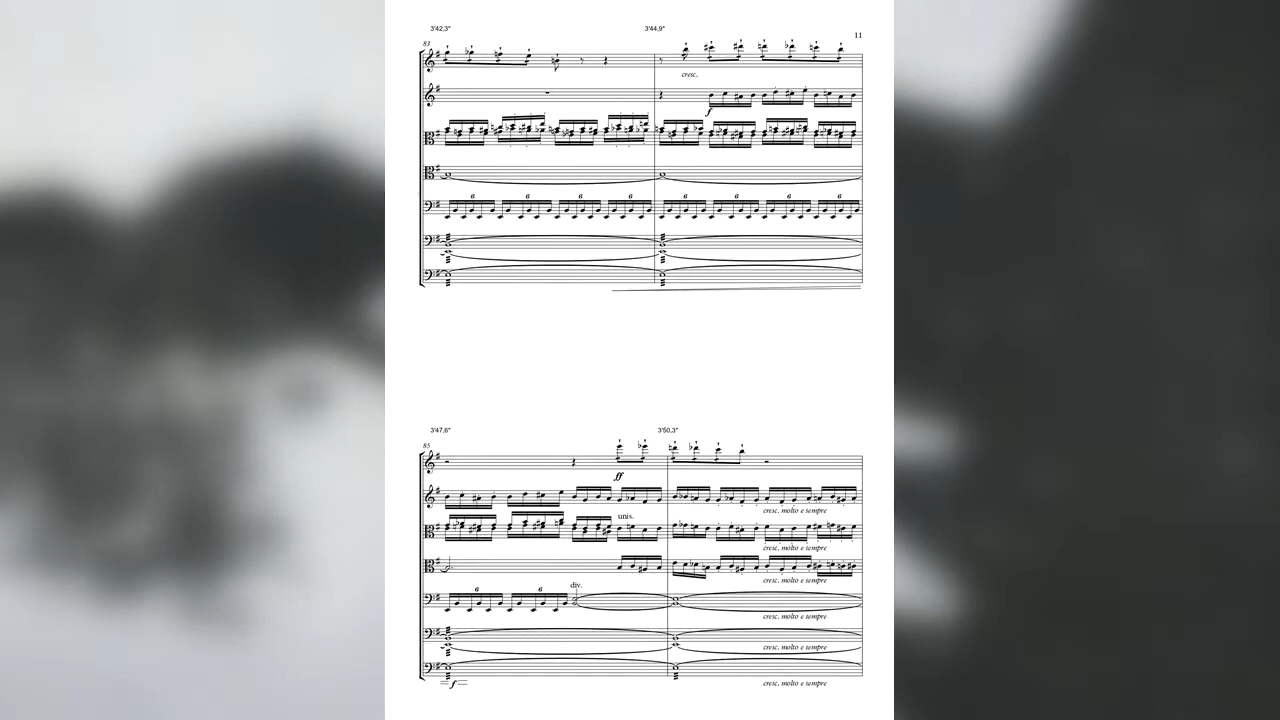 3'42,3" 3'44,9"
11
83
cresc.
f
6 6 6 6 6 6 6 6
3'47,6" 3'50,3"
85
ff
cresc. molto e sempre
unis.
cresc. molto e sempre
cresc. molto e sempre
div.
6 6
cresc. molto e sempre
cresc. molto e sempre
f cresc. molto e sempre